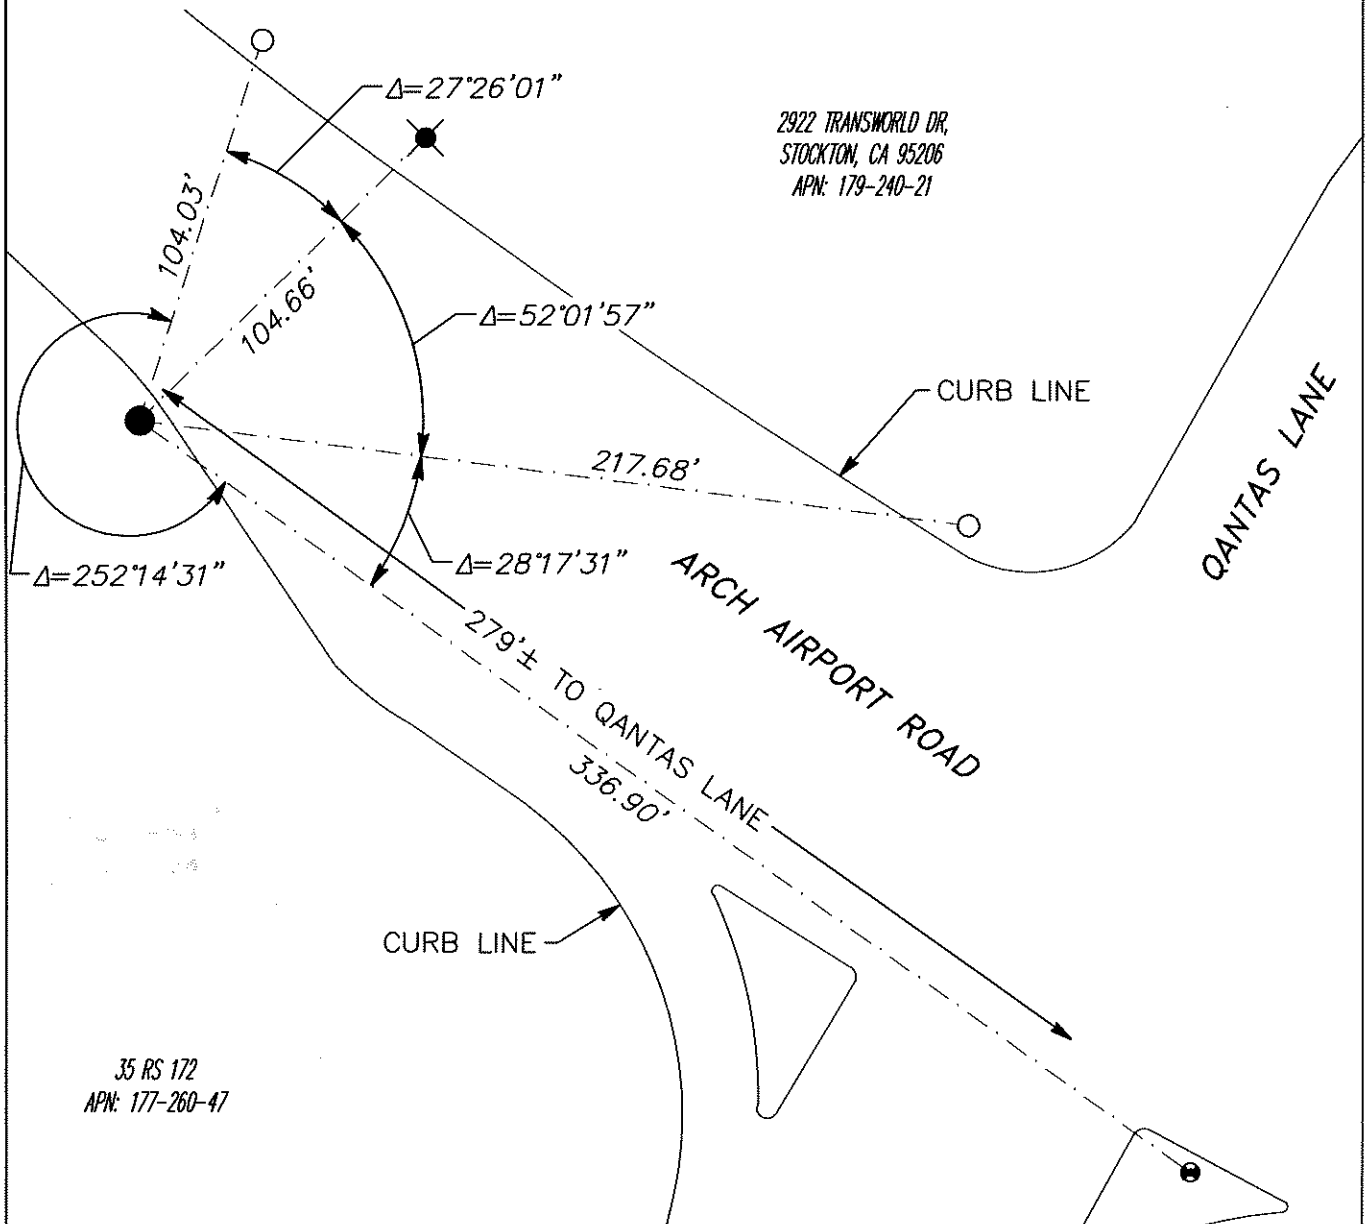 Δ=27°26'01"
2922 TRANSWORLD DR,
STOCKTON, CA 95206
APN: 179-240-21
104.03'
104.66'
Δ=52°01'57"
CURB LINE
QANTAS LANE
217.68'
Δ=252°14'31"
Δ=28°17'31"
ARCH AIRPORT ROAD
279'± TO QANTAS LANE
336.90'
CURB LINE
35 RS 172
APN: 177-260-47